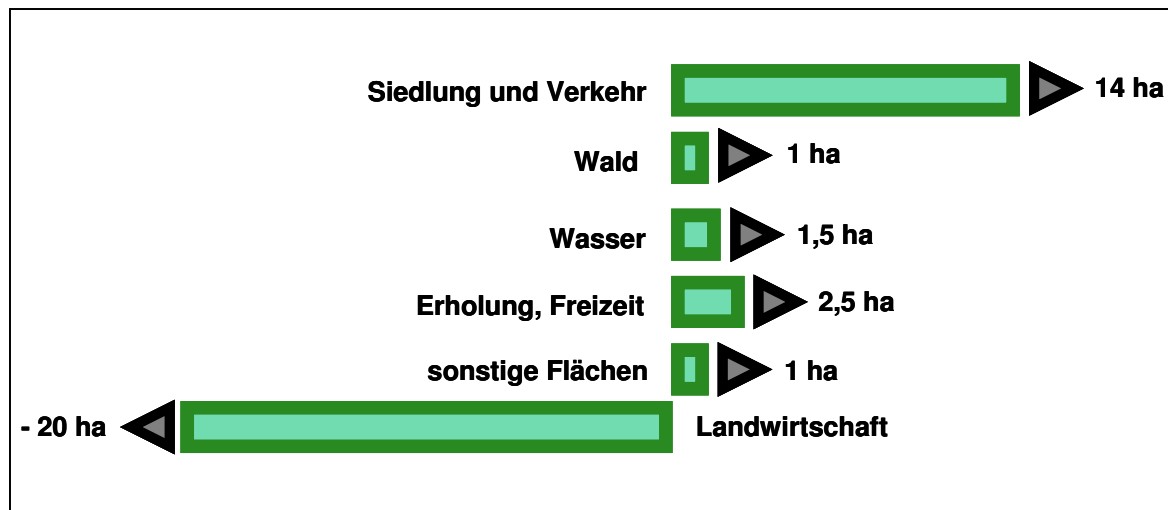 Siedlung und Verkehr 14 ha
Wald 1 ha
Wasser 1,5 ha
Erholung, Freizeit 2,5 ha
sonstige Flächen 1 ha
- 20 ha Landwirtschaft